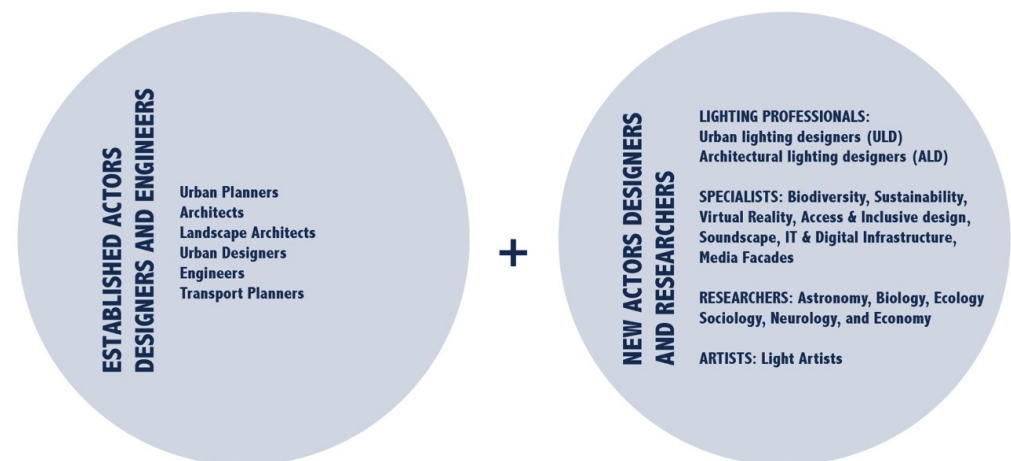 ESTABLISHED ACTORS
DESIGNERS AND ENGINEERS
Urban Planners
Architects
Landscape Architects
Urban Designers
Engineers
Transport Planners
+
NEW ACTORS DESIGNERS
AND RESEARCHERS
LIGHTING PROFESSIONALS:
Urban lighting designers (ULD)
Architectural lighting designers (ALD)
SPECIALISTS: Biodiversity, Sustainability,
Virtual Reality, Access & Inclusive design,
Soundscape, IT & Digital Infrastructure,
Media Facades
RESEARCHERS: Astronomy, Biology, Ecology
Sociology, Neurology, and Economy
ARTISTS: Light Artists